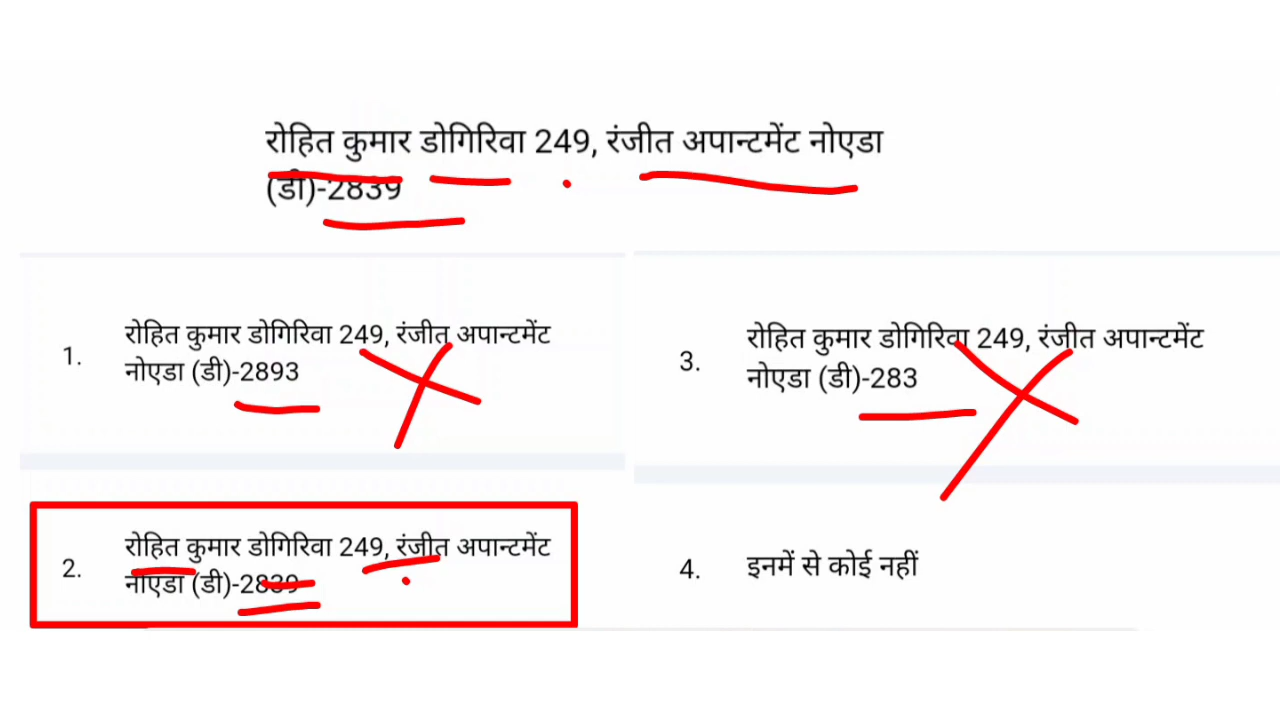 रोहित कुमार डोगिरिवा 249, रंजीत अपान्टमेंट नोएडा
(डी)-2839
1. रोहित कुमार डोगिरिवा 249, रंजीत अपान्टमेंट
नोएडा (डी)-2893
2. रोहित कुमार डोगिरिवा 249, रंजीत अपान्टमेंट
नोएडा (डी)-2839
3. रोहित कुमार डोगिरिवा 249, रंजीत अपान्टमेंट
नोएडा (डी)-283
4. इनमें से कोई नहीं